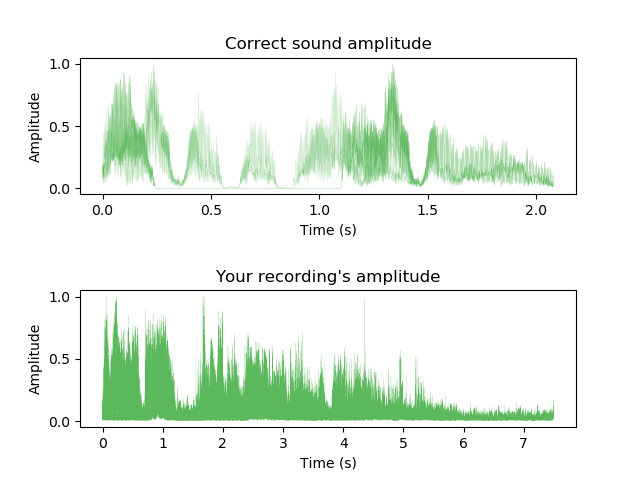 Correct sound amplitude
1.0
0.5
0.0
Amplitude
0.0 0.5 1.0 1.5 2.0
Time (s)
Your recording's amplitude
1.0
0.5
0.0
Amplitude
0 1 2 3 4 5 6 7
Time (s)